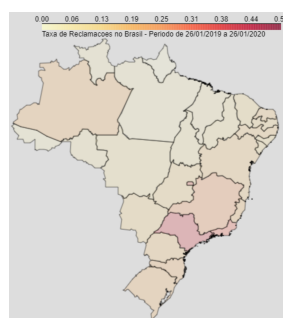 0.00 0.06 0.13 0.19 0.25 0.31 0.38 0.44 0.5
Taxa de Reclamacoes no Brasil - Periodo de 26/01/2019 a 26/01/2020